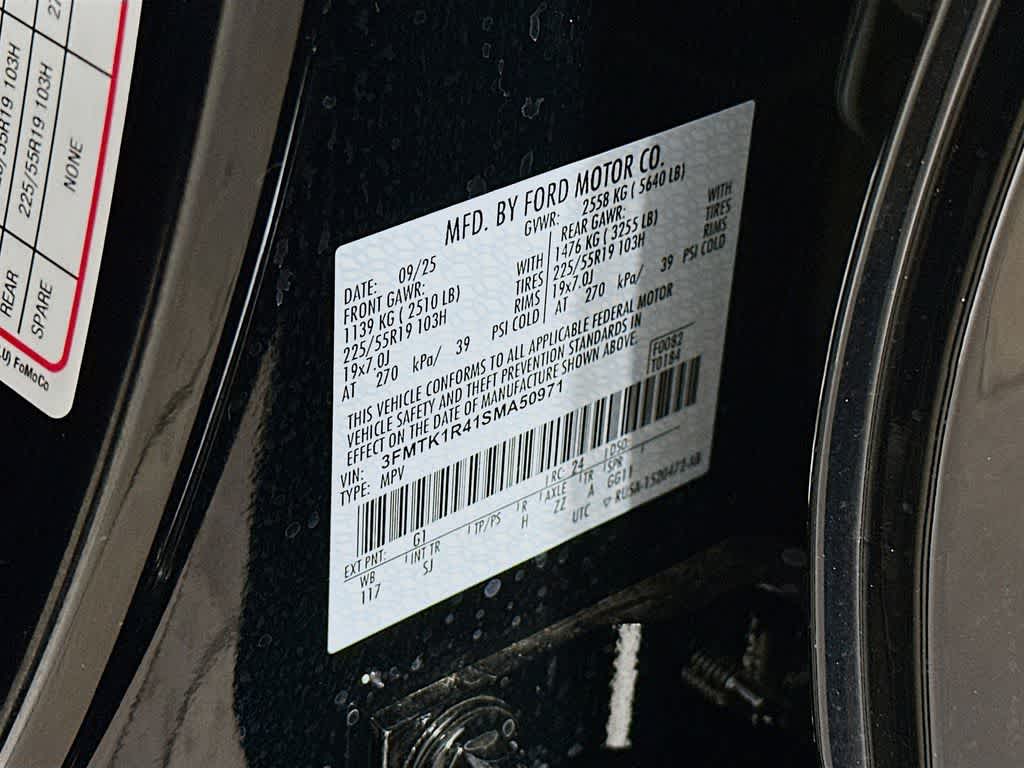 27
225/55R19 103H
225/55R19 103H
NONE
REAR
SPARE
(LU) FoMoCo
MFD. BY FORD MOTOR CO.
DATE: 09/25 GVWR: 2558 KG ( 5640 LB)
FRONT GAWR: REAR GAWR:
1139 KG ( 2510 LB) WITH 1476 KG ( 3255 LB) WITH
225/55R19 103H TIRES 225/55R19 103H TIRES
19x7.0J RIMS 19x7.0J RIMS
AT 270 kPa/ 39 PSI COLD AT 270 kPa/ 39 PSI COLD
THIS VEHICLE CONFORMS TO ALL APPLICABLE FEDERAL MOTOR
VEHICLE SAFETY AND THEFT PREVENTION STANDARDS IN
EFFECT ON THE DATE OF MANUFACTURE SHOWN ABOVE.
VIN: 3FMTK1R41SMA50971 F0082
TYPE: MPV T0184
EXT PNT: G1 RC: 24 DSO:
WB INT TR TP/PS R AXLE TR SPR
117 SJ H ZZ A GG11
UTC